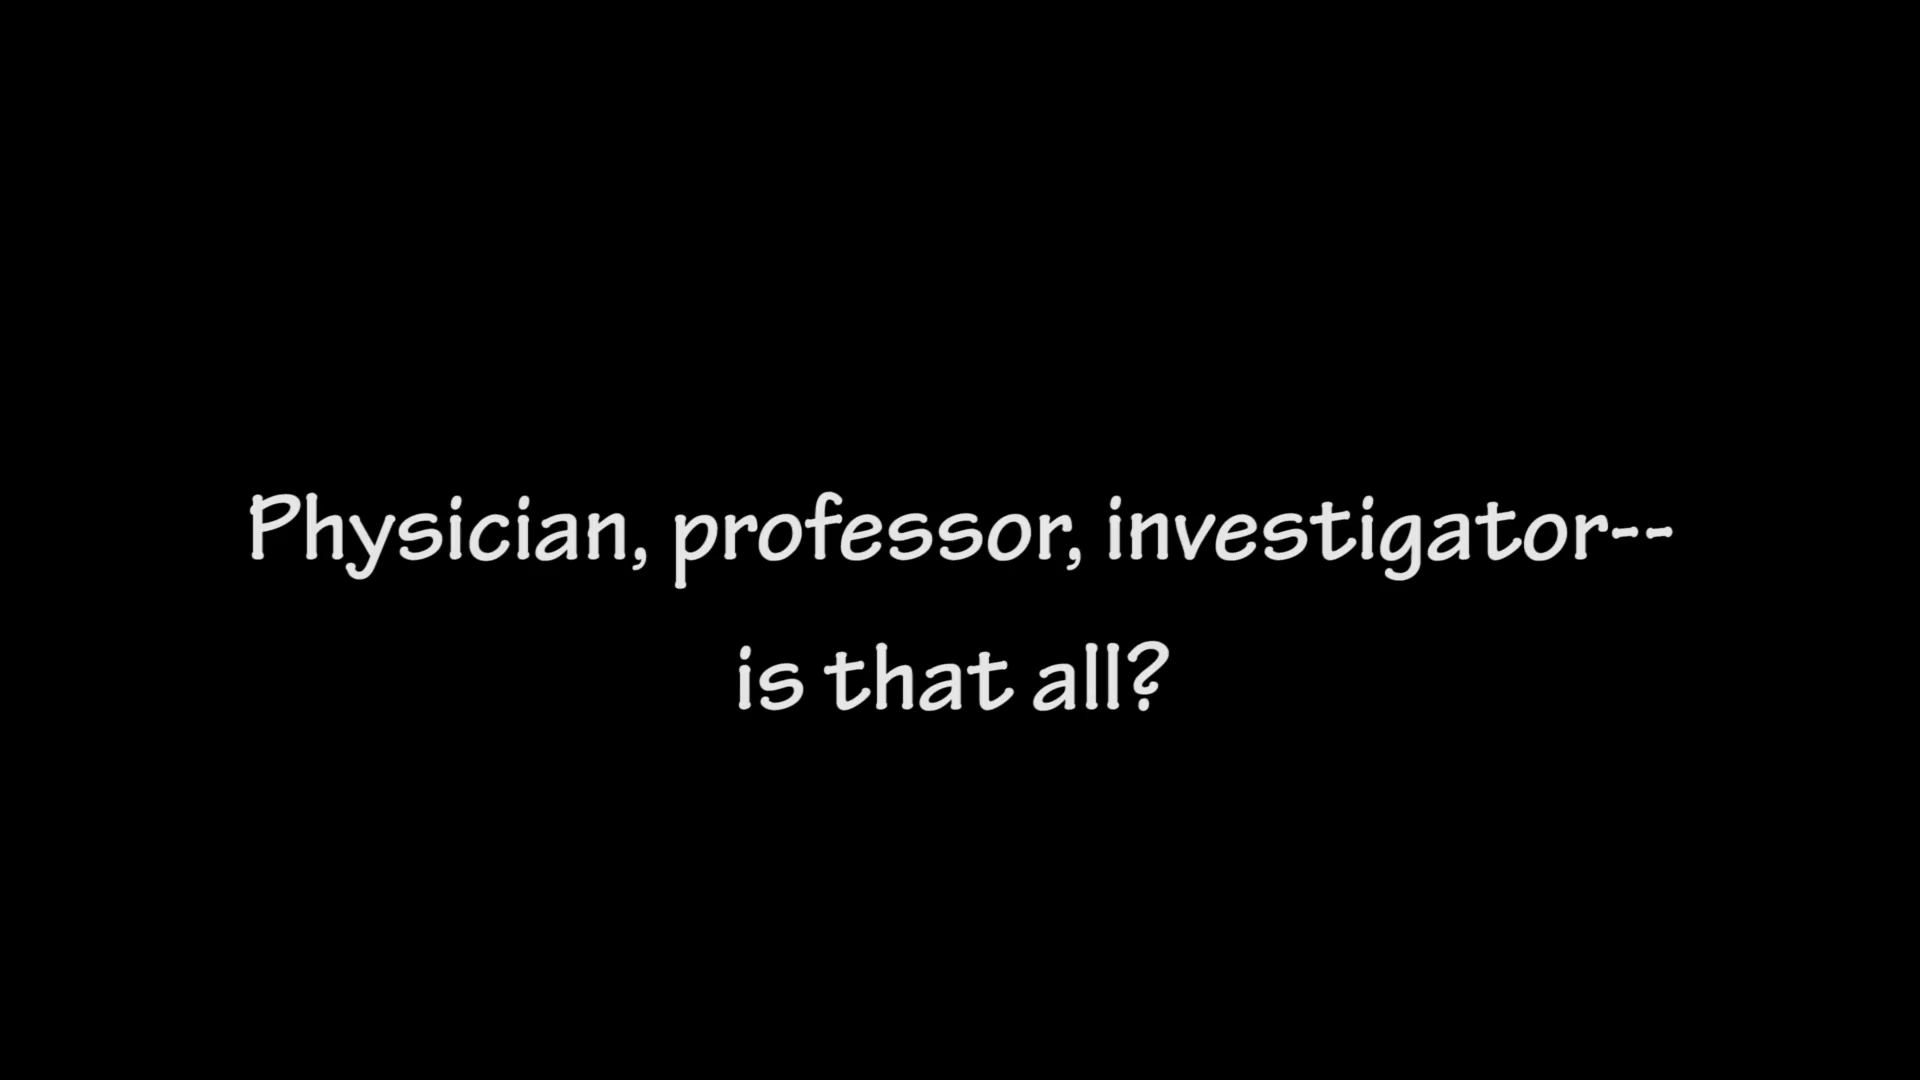 Physician, professor, investigator--
is that all?